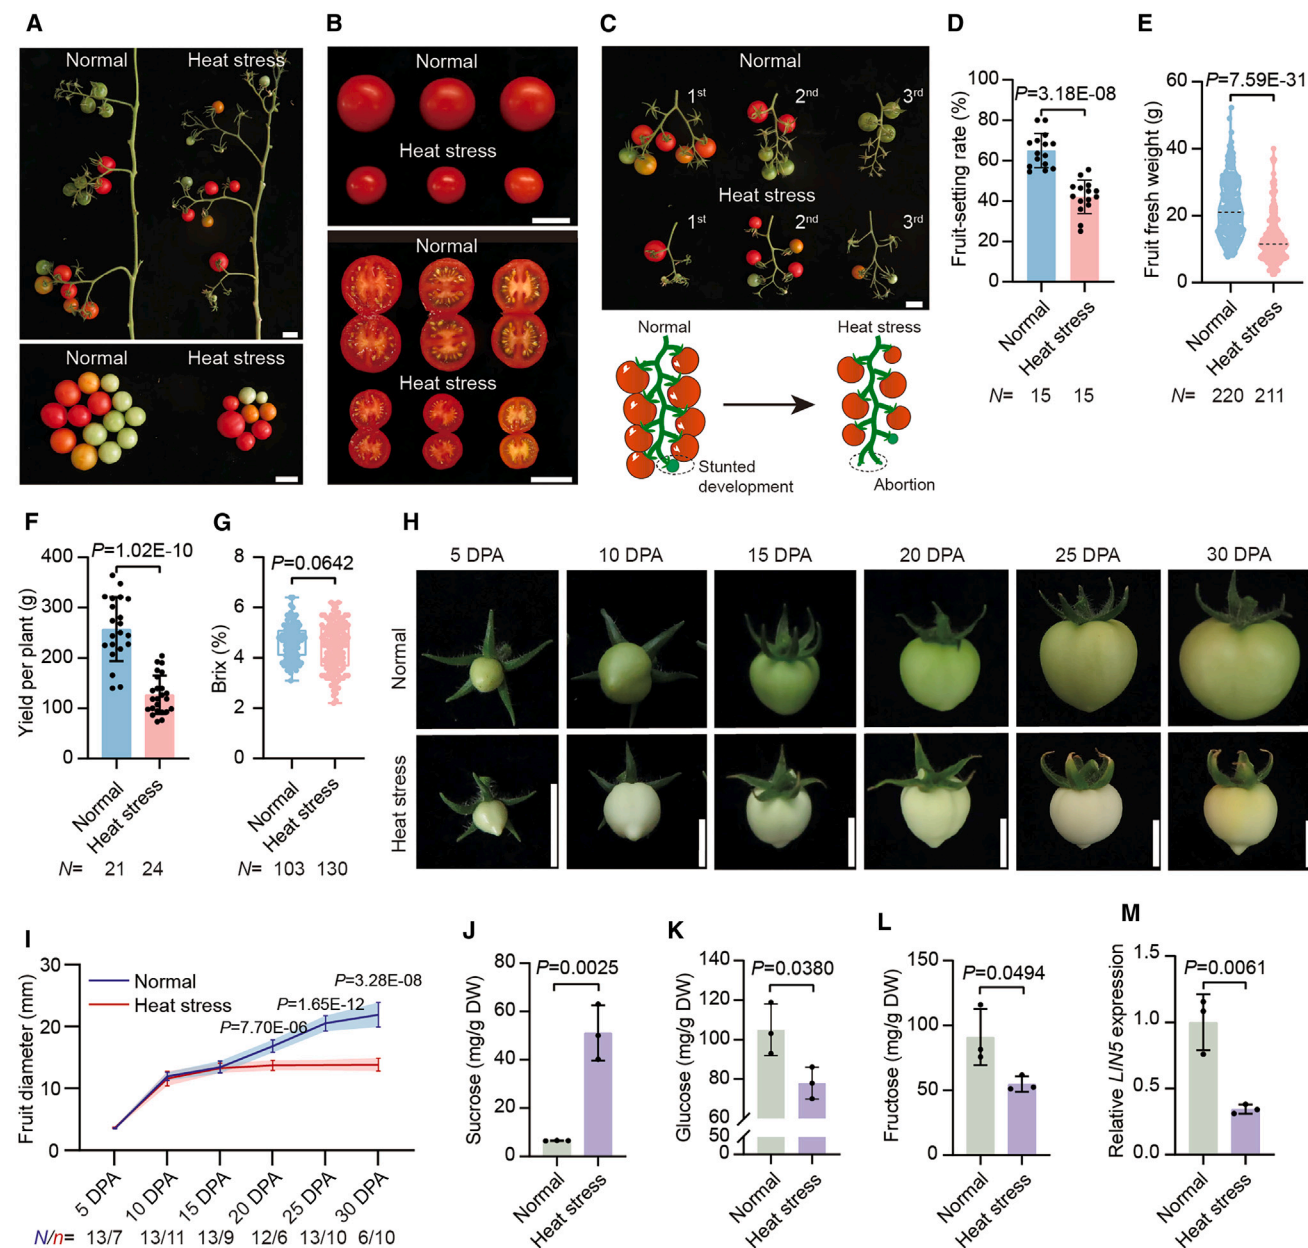 A
Normal
Heat stress
Normal
Heat stress
B
Normal
Heat stress
Normal
Heat stress
C
Normal
1st
2nd
3rd
Heat stress
1st
2nd
3rd
Normal
Heat stress
Stunted
development
Abortion
D
P=3.18E-08
Fruit-setting rate (%)
100
80
60
40
20
0
Normal
Heat stress
N= 15 15
E
P=7.59E-31
Fruit fresh weight (g)
60
40
20
0
Normal
Heat stress
N= 220 211
F
P=1.02E-10
Yield per plant (g)
400
300
200
100
0
Normal
Heat stress
N= 21 24
G
P=0.0642
Brix (%)
8
6
4
2
0
Normal
Heat stress
N= 103 130
H
5 DPA 10 DPA 15 DPA 20 DPA 25 DPA 30 DPA
Normal
Heat stress
I
Fruit diameter (mm)
30
20
10
0
Normal
Heat stress
P=7.70E-06
P=1.65E-12
P=3.28E-08
5 DPA
10 DPA
15 DPA
20 DPA
25 DPA
30 DPA
N/n= 13/7 13/11 13/9 12/6 13/10 6/10
J
P=0.0025
Sucrose (mg/g DW)
80
60
40
20
0
Normal
Heat stress
K
P=0.0380
Glucose (mg/g DW)
140
120
100
80
60
50
0
Normal
Heat stress
L
P=0.0494
Fructose (mg/g DW)
150
100
50
0
Normal
Heat stress
M
P=0.0061
Relative LIN5 expression
1.5
1.0
0.5
0.0
Normal
Heat stress